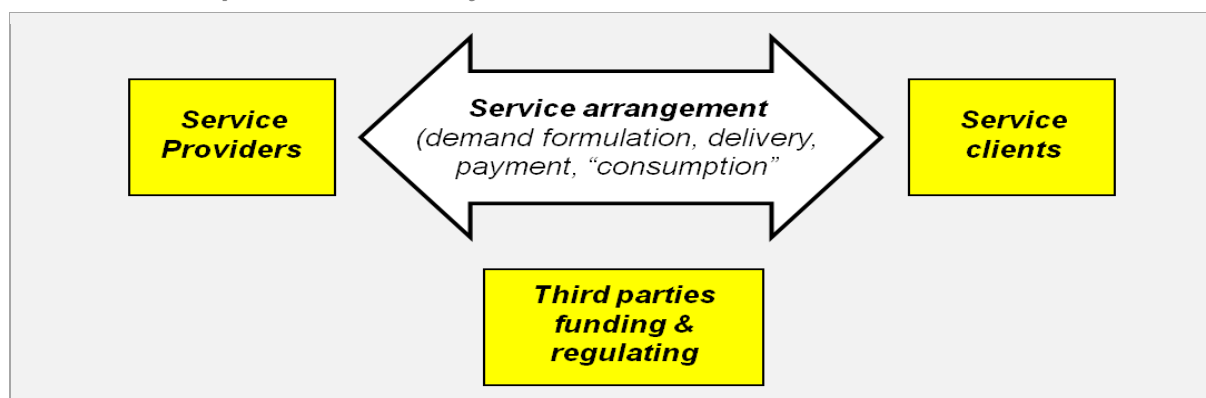 Service
Providers
Service arrangement
(demand formulation, delivery,
payment, “consumption”
Service
clients
Third parties
funding &
regulating